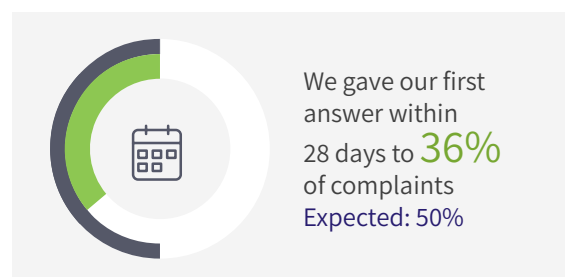 We gave our first
answer within
28 days to 36%
of complaints
Expected: 50%